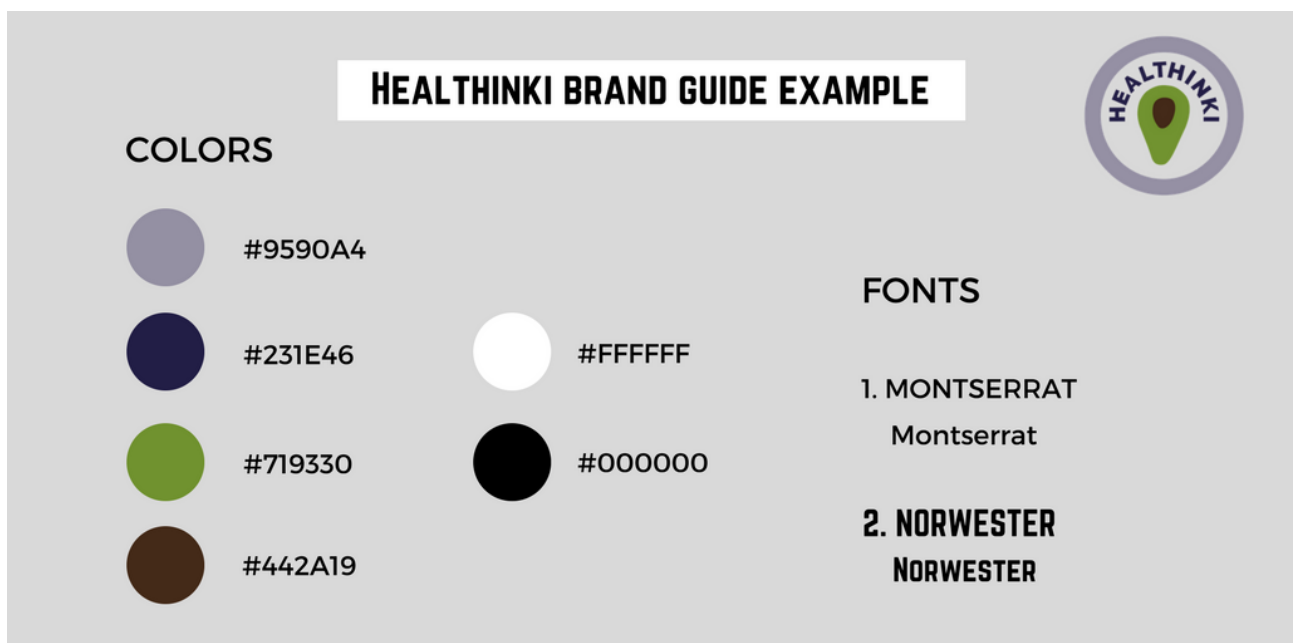 HEALTHINKI BRAND GUIDE EXAMPLE
HEALTHINKI
COLORS
#9590A4
#231E46
#FFFFFF
#719330
#000000
#442A19
FONTS
1. MONTSERRAT
Montserrat
2. NORWESTER
NORWESTER